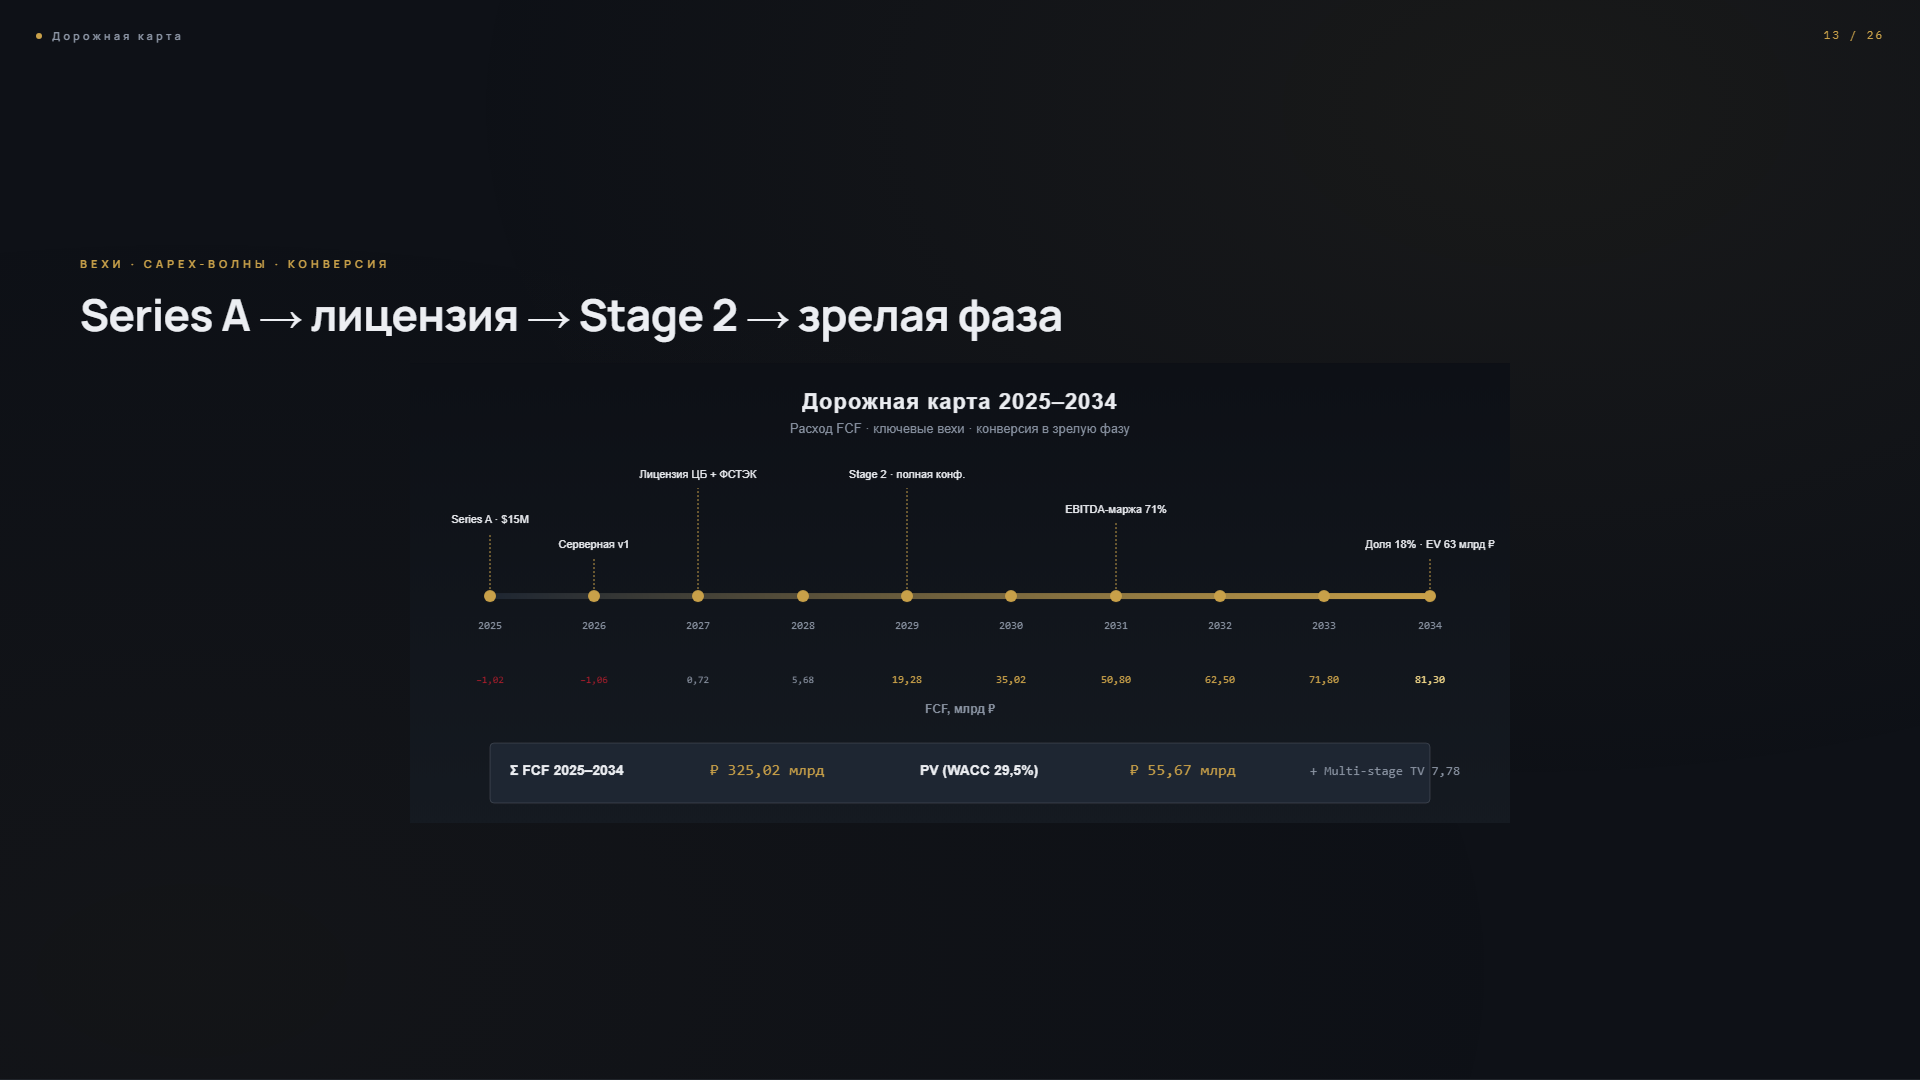 Дорожная карта
13 / 26
ВЕХИ · CAPEX-ВОЛНЫ · КОНВЕРСИЯ
Series A → лицензия → Stage 2 → зрелая фаза
Дорожная карта 2025–2034
Расход FCF · ключевые вехи · конверсия в зрелую фазу
Лицензия ЦБ + ФСТЭК
Stage 2 · полная конф.
EBITDA-маржа 71%
Series A · $15M
Серверная v1
Доля 18% · EV 63 млрд ₽
2025 2026 2027 2028 2029 2030 2031 2032 2033 2034
−1,02 −1,06 0,72 5,68 19,28 35,02 50,80 62,50 71,80 81,30
FCF, млрд ₽
Σ FCF 2025–2034 ₽ 325,02 млрд PV (WACC 29,5%) ₽ 55,67 млрд + Multi-stage TV 7,78